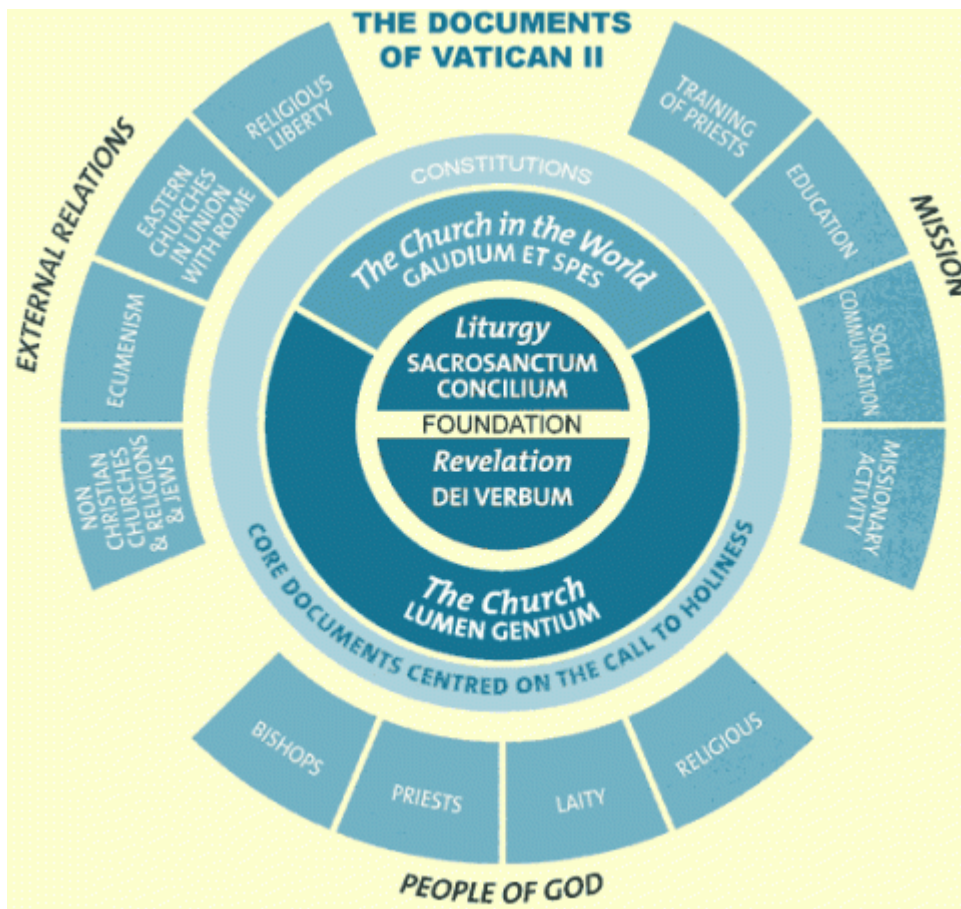 THE DOCUMENTS
OF VATICAN II
EXTERNAL RELATIONS
RELIGIOUS
LIBERTY
EASTERN
CHURCHES
IN UNION
WITH ROME
ECUMENISM
NON
CHRISTIAN
CHURCHES
RELIGIONS
& JEWS
MISSION
TRAINING
OF PRIESTS
EDUCATION
SOCIAL
COMMUNICATION
MISSIONARY
ACTIVITY
CONSTITUTIONS
The Church in the World
GAUDIUM ET SPES
Liturgy
SACROSANCTUM
CONCILIUM
FOUNDATION
Revelation
DEI VERBUM
The Church
LUMEN GENTIUM
CORE DOCUMENTS CENTRED ON THE CALL TO HOLINESS
BISHOPS
PRIESTS
LAITY
RELIGIOUS
PEOPLE OF GOD